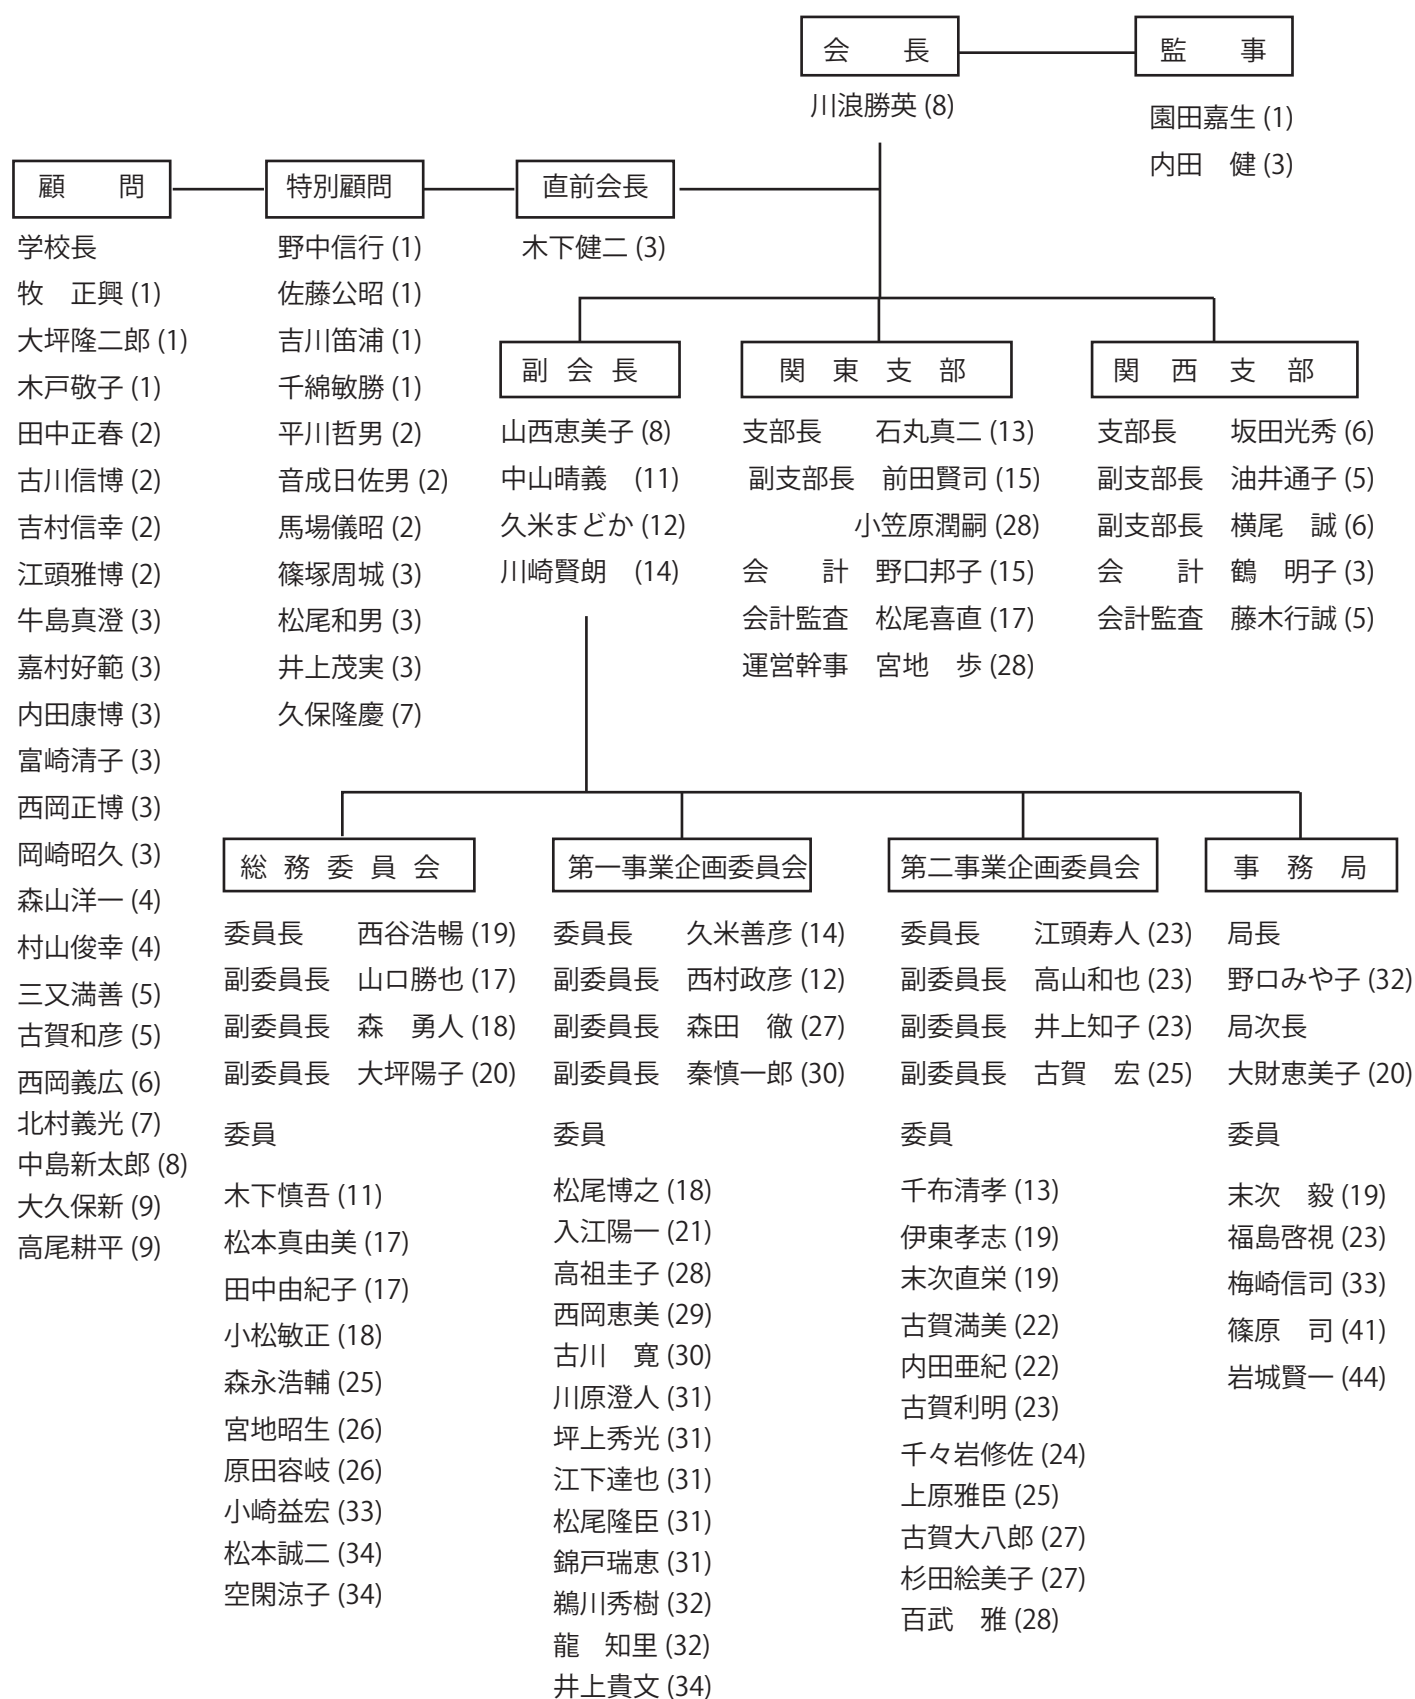 会　長
川浪勝英 (8)
監　事
園田嘉生 (1)
内田　健 (3)
顧　問
学校長
牧　正興 (1)
大坪隆二郎 (1)
木戸敬子 (1)
田中正春 (2)
古川信博 (2)
吉村信幸 (2)
江頭雅博 (2)
牛島真澄 (3)
嘉村好範 (3)
内田康博 (3)
富崎清子 (3)
西岡正博 (3)
岡崎昭久 (3)
森山洋一 (4)
村山俊幸 (4)
三又満善 (5)
古賀和彦 (5)
西岡義広 (6)
北村義光 (7)
中島新太郎 (8)
大久保新 (9)
高尾耕平 (9)
特別顧問
野中信行 (1)
佐藤公昭 (1)
吉川笛浦 (1)
千綿敏勝 (1)
平川哲男 (2)
音成日佐男 (2)
馬場儀昭 (2)
篠塚周城 (3)
松尾和男 (3)
井上茂実 (3)
久保隆慶 (7)
直前会長
木下健二 (3)
副 会 長
山西恵美子 (8)
中山晴義　(11)
久米まどか (12)
川崎賢朗　(14)
関 東 支 部
支部長　　石丸真二 (13)
副支部長　前田賢司 (15)
小笠原潤嗣 (28)
会　　計　野口邦子 (15)
会計監査　松尾喜直 (17)
運営幹事　宮地　歩 (28)
関 西 支 部
支部長　　坂田光秀 (6)
副支部長　油井通子 (5)
副支部長　横尾　誠 (6)
会　　計　鶴　明子 (3)
会計監査　藤木行誠 (5)
総 務 委 員 会
委員長　　西谷浩暢 (19)
副委員長　山口勝也 (17)
副委員長　森　勇人 (18)
副委員長　大坪陽子 (20)
委員
木下慎吾 (11)
松本真由美 (17)
田中由紀子 (17)
小松敏正 (18)
森永浩輔 (25)
宮地昭生 (26)
原田容岐 (26)
小崎益宏 (33)
松本誠二 (34)
空閑涼子 (34)
第一事業企画委員会
委員長　　久米善彦 (14)
副委員長　西村政彦 (12)
副委員長　森田　徹 (27)
副委員長　秦慎一郎 (30)
委員
松尾博之 (18)
入江陽一 (21)
高祖圭子 (28)
西岡恵美 (29)
古川　寛 (30)
川原澄人 (31)
坪上秀光 (31)
江下達也 (31)
松尾隆臣 (31)
錦戸瑞恵 (31)
鵜川秀樹 (32)
龍　知里 (32)
井上貴文 (34)
第二事業企画委員会
委員長　　江頭寿人 (23)
副委員長　高山和也 (23)
副委員長　井上知子 (23)
副委員長　古賀　宏 (25)
委員
千布清孝 (13)
伊東孝志 (19)
末次直栄 (19)
古賀満美 (22)
内田亜紀 (22)
古賀利明 (23)
千々岩修佐 (24)
上原雅臣 (25)
古賀大八郎 (27)
杉田絵美子 (27)
百武　雅 (28)
事 務 局
局長
野口みや子 (32)
局次長
大財恵美子 (20)
委員
末次　毅 (19)
福島啓視 (23)
梅崎信司 (33)
篠原　司 (41)
岩城賢一 (44)